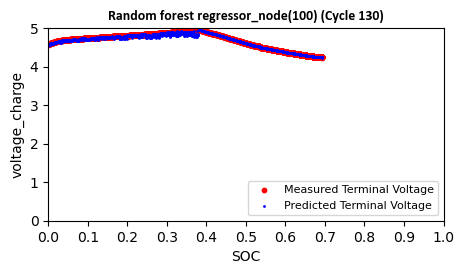 Random forest regressor_node(100) (Cycle 130)
5
4
3
2
1
0
voltage_charge
Measured Terminal Voltage
Predicted Terminal Voltage
0.0 0.1 0.2 0.3 0.4 0.5 0.6 0.7 0.8 0.9 1.0
SOC